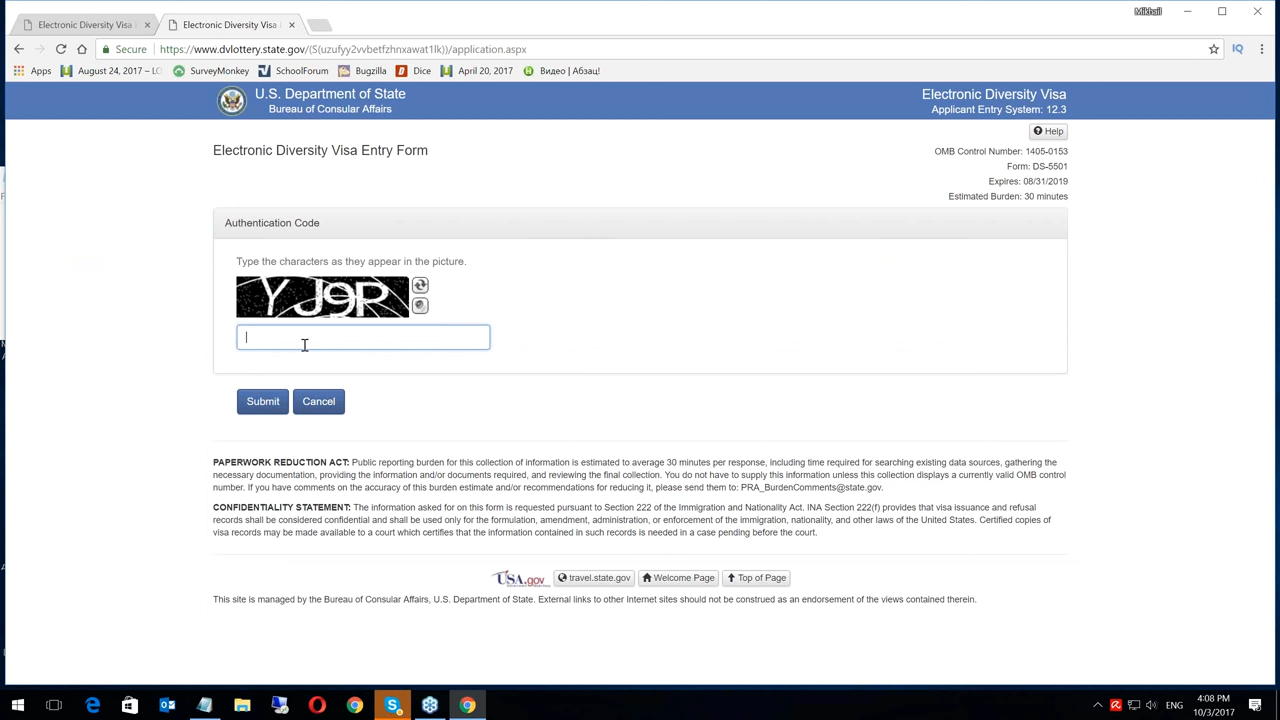 Mikhail
Electronic Diversity Visa
Electronic Diversity Visa
Secure https://www.dvlottery.state.gov/(S(uzufyy2vvbetfzhnxawat1lk))/application.aspx
Apps August 24, 2017 – LO SurveyMonkey SchoolForum Bugzilla Dice April 20, 2017 Видео | Абзац!
U.S. Department of State
Bureau of Consular Affairs
Electronic Diversity Visa
Applicant Entry System: 12.3
Help
Electronic Diversity Visa Entry Form
OMB Control Number: 1405-0153
Form: DS-5501
Expires: 08/31/2019
Estimated Burden: 30 minutes
Authentication Code
Type the characters as they appear in the picture.
YJ9R
Submit Cancel
PAPERWORK REDUCTION ACT: Public reporting burden for this collection of information is estimated to average 30 minutes per response, including time required for searching existing data sources, gathering the
necessary documentation, providing the information and/or documents required, and reviewing the final collection. You do not have to supply this information unless this collection displays a currently valid OMB control
number. If you have comments on the accuracy of this burden estimate and/or recommendations for reducing it, please send them to: PRA_BurdenComments@state.gov.
CONFIDENTIALITY STATEMENT: The information asked for on this form is requested pursuant to Section 222 of the Immigration and Nationality Act. INA Section 222(f) provides that visa issuance and refusal
records shall be considered confidential and shall be used only for the formulation, amendment, administration, or enforcement of the immigration, nationality, and other laws of the United States. Certified copies of
visa records may be made available to a court which certifies that the information contained in such records is needed in a case pending before the court.
USA.gov travel.state.gov Welcome Page Top of Page
This site is managed by the Bureau of Consular Affairs, U.S. Department of State. External links to other Internet sites should not be construed as an endorsement of the views contained therein.
ENG
4:08 PM
10/3/2017